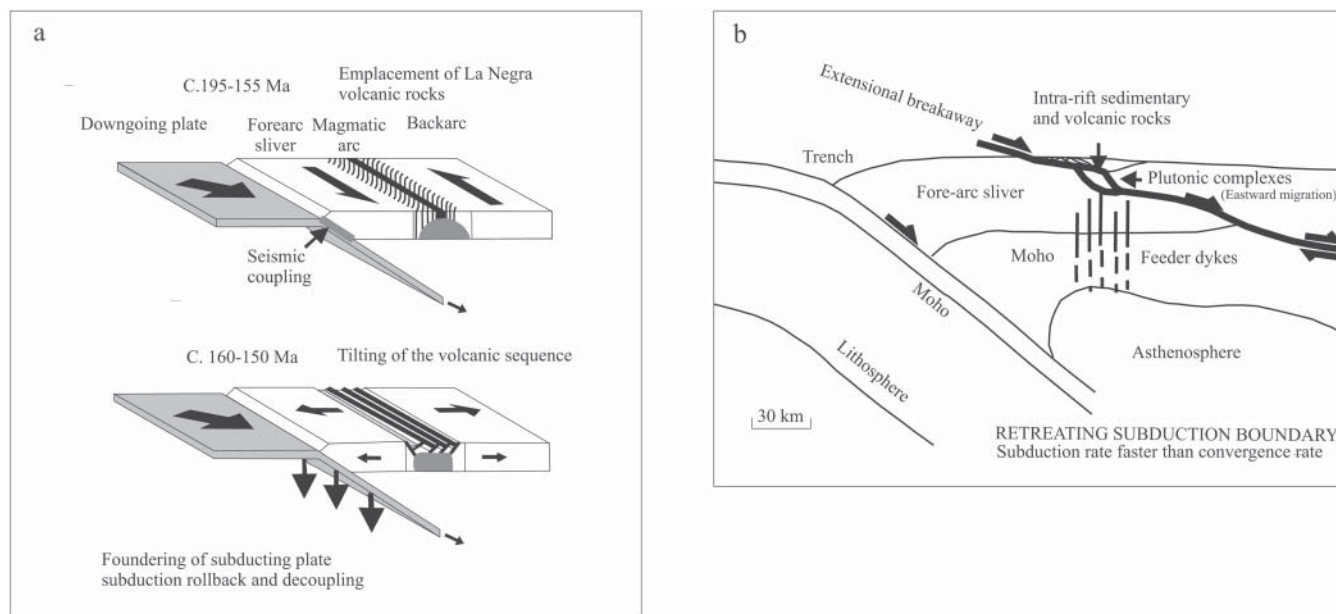 a
C.195-155 Ma
Emplacement of La Negra
volcanic rocks
Downgoing plate
Forearc
sliver
Magmatic
arc
Backarc
Seismic
coupling
C. 160-150 Ma
Tilting of the volcanic sequence
Foundering of subducting plate
subduction rollback and decoupling
b
Extensional breakaway
Intra-rift sedimentary
and volcanic rocks
Trench
Fore-arc sliver
Plutonic complexes
(Eastward migration)
Moho
Feeder dykes
Moho
Lithosphere
Asthenosphere
30 km
RETREATING SUBDUCTION BOUNDARY
Subduction rate faster than convergence rate